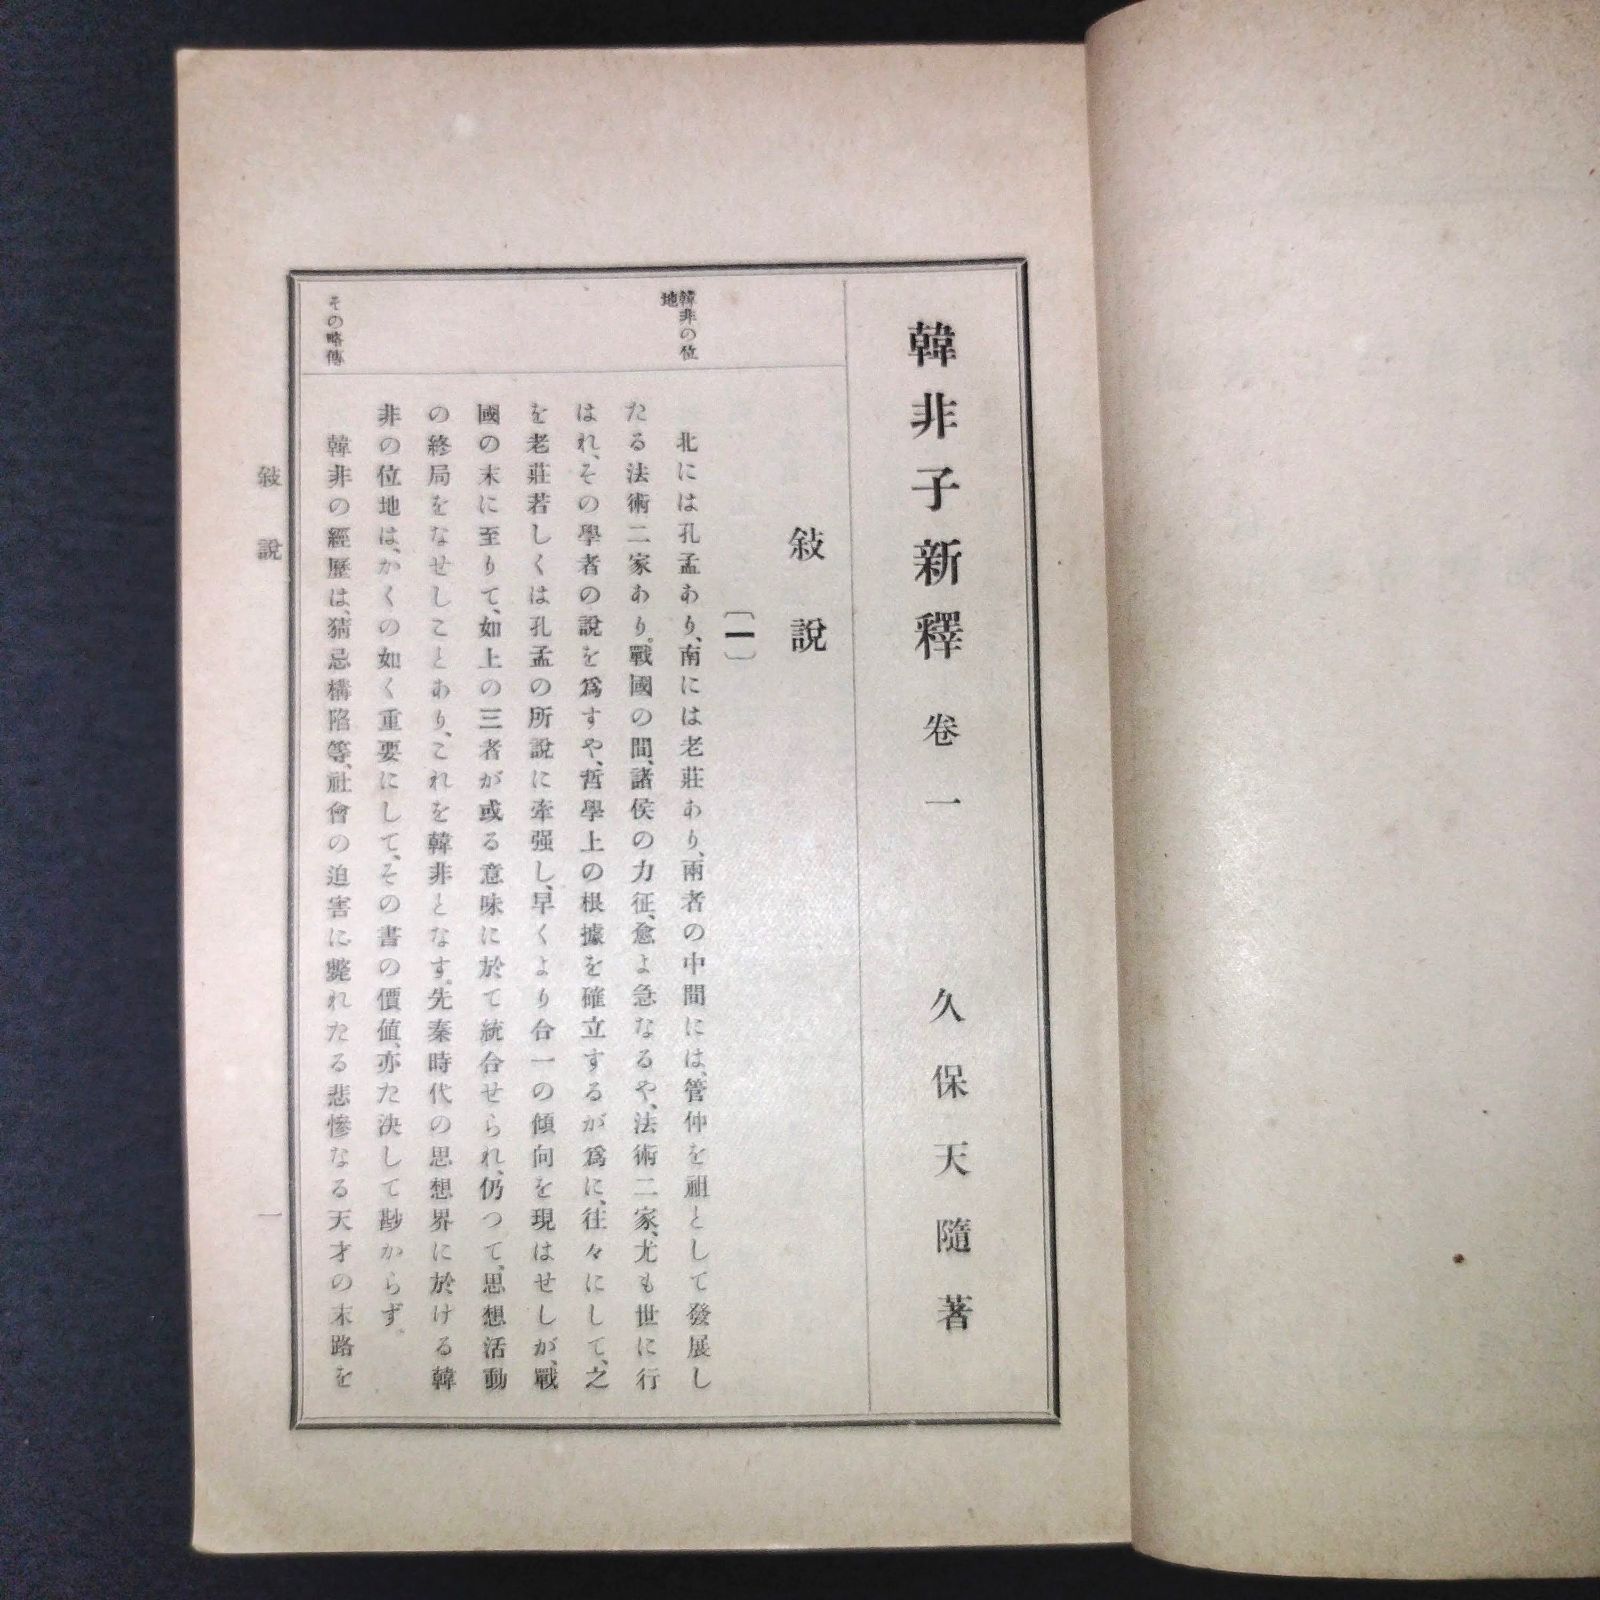 韓非子新釋 卷一
久保天隨著
敍說
〔一〕
韓非の位地
北には孔孟あり、南には老莊あり、兩者の中間には、管仲を祖として發展し
たる法術二家あり。戰國の間、諸侯の力征、愈よ急なるや、法術二家、尤も世に行
はれ、その學者の說を爲すや、哲學上の根據を確立するが爲に、往々にして、之
を老莊若しくは孔孟の所說に牽强し、早くより合一の傾向を現はせしが、戰
國の末に至りて、如上の三者が或る意味に於て統合せられ、仍つて、思想活動
の終局をなせしことあり、これを韓非となす。先秦時代の思想界に於ける韓
非の位地は、かくの如く重要にして、その書の價値、亦た決して尠からず。
その略傳
韓非の經歷は、猜忌構陷等、社會の迫害に斃れたる悲慘なる天才の末路を
敍說
一